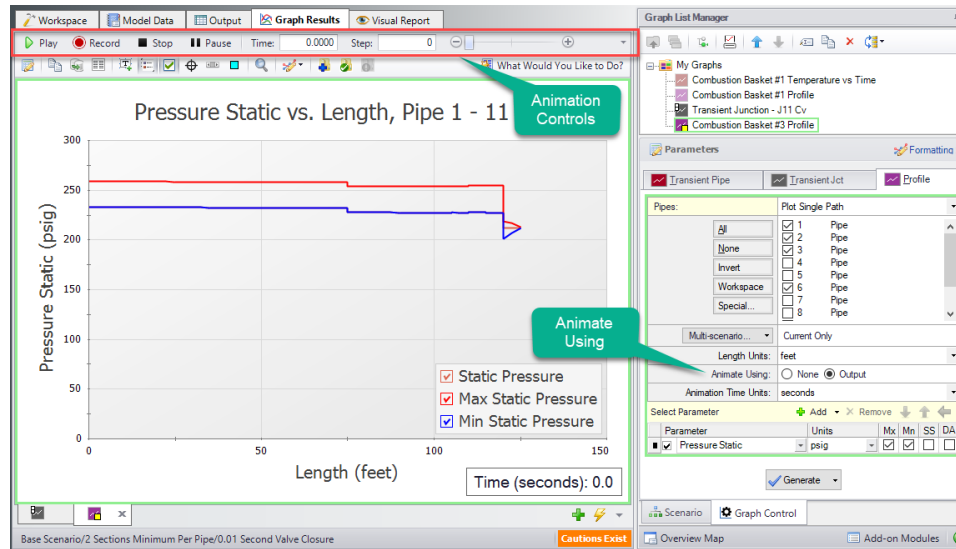 Workspace Model Data Output Graph Results Visual Report
Play Record Stop Pause Time: 0.0000 Step: 0
What Would You Like to Do?
Animation
Controls
Pressure Static vs. Length, Pipe 1 - 11
300
250
200
150
100
50
0
Pressure Static (psig)
0 50 100 150
Length (feet)
Static Pressure
Max Static Pressure
Min Static Pressure
Time (seconds): 0.0
Base Scenario/2 Sections Minimum Per Pipe/0.01 Second Valve Closure
Cautions Exist
Graph List Manager
My Graphs
Combustion Basket #1 Temperature vs Time
Combustion Basket #1 Profile
Transient Junction - J11 Cv
Combustion Basket #3 Profile
Parameters Formatting
Transient Pipe Transient Jct Profile
Pipes: Plot Single Path
All
None
Invert
Workspace
Special...
1 Pipe
2 Pipe
3 Pipe
4 Pipe
5 Pipe
6 Pipe
7 Pipe
8 Pipe
Animate
Using
Multi-scenario... Current Only
Length Units: feet
Animate Using: None Output
Animation Time Units: seconds
Select Parameter Add Remove
Parameter Units Mx Mn SS DA
Pressure Static psig
Generate
Scenario Graph Control
Overview Map Add-on Modules